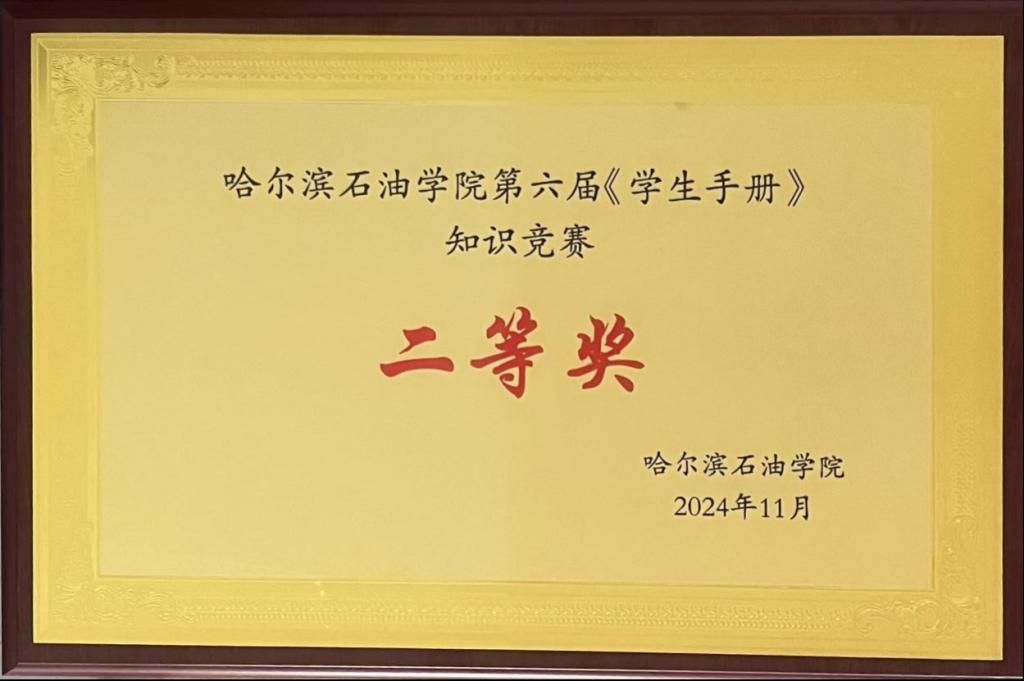 哈尔滨石油学院第六届《学生手册》
知识竞赛
二等奖
哈尔滨石油学院
2024年11月